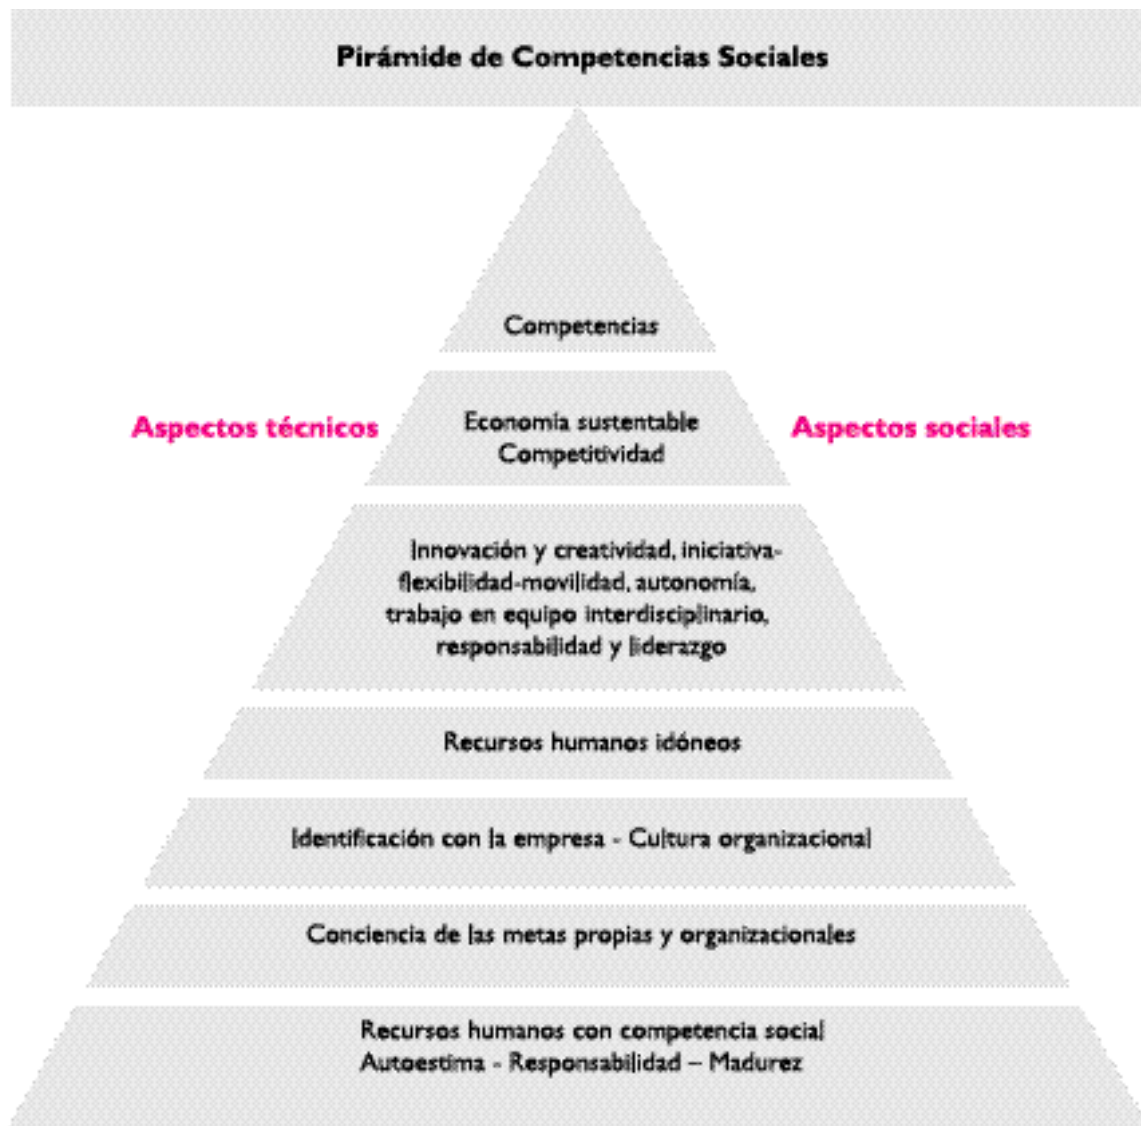 Pirámide de Competencias Sociales
Competencias
Aspectos técnicos
Economía sustentable
Competitividad
Aspectos sociales
Innovación y creatividad, iniciativa-
flexibilidad-movilidad, autonomía,
trabajo en equipo interdisciplinario,
responsabilidad y liderazgo
Recursos humanos idóneos
Identificación con la empresa - Cultura organizacional
Conciencia de las metas propias y organizacionales
Recursos humanos con competencia social
Autoestima - Responsabilidad – Madurez